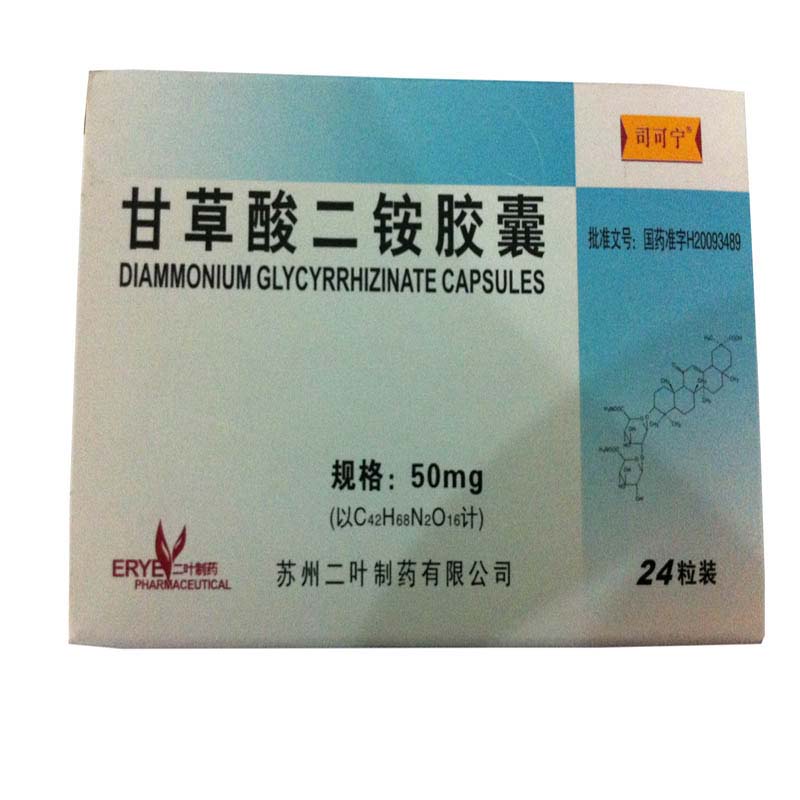 司可宁®
甘草酸二铵胶囊
DIAMMONIUM GLYCYRRHIZINATE CAPSULES
批准文号：国药准字H20093489
规格：50mg
(以C42H68N2O16计)
ERYE 二叶制药
PHARMACEUTICAL
苏州二叶制药有限公司
24粒装